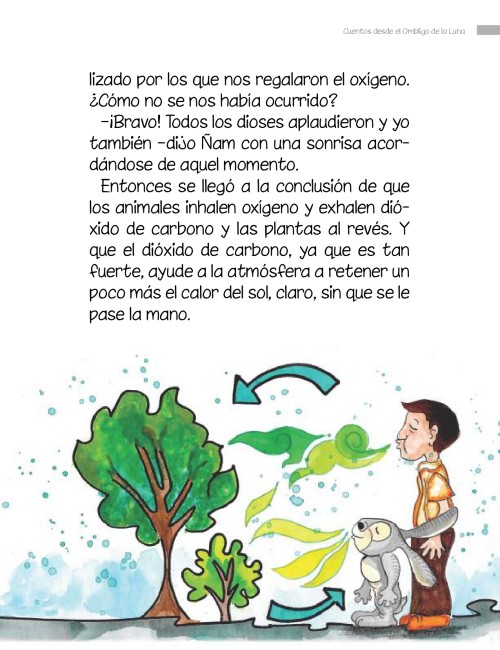 Cuentos desde el Ombligo de la Luna
lizado por los que nos regalaron el oxígeno.
¿Cómo no se nos había ocurrido?
–¡Bravo! Todos los dioses aplaudieron y yo
también –dijo Ñam con una sonrisa acor-
dándose de aquel momento.
Entonces se llegó a la conclusión de que
los animales inhalen oxígeno y exhalen dió-
xido de carbono y las plantas al revés. Y
que el dióxido de carbono, ya que es tan
fuerte, ayude a la atmósfera a retener un
poco más el calor del sol, claro, sin que se le
pase la mano.